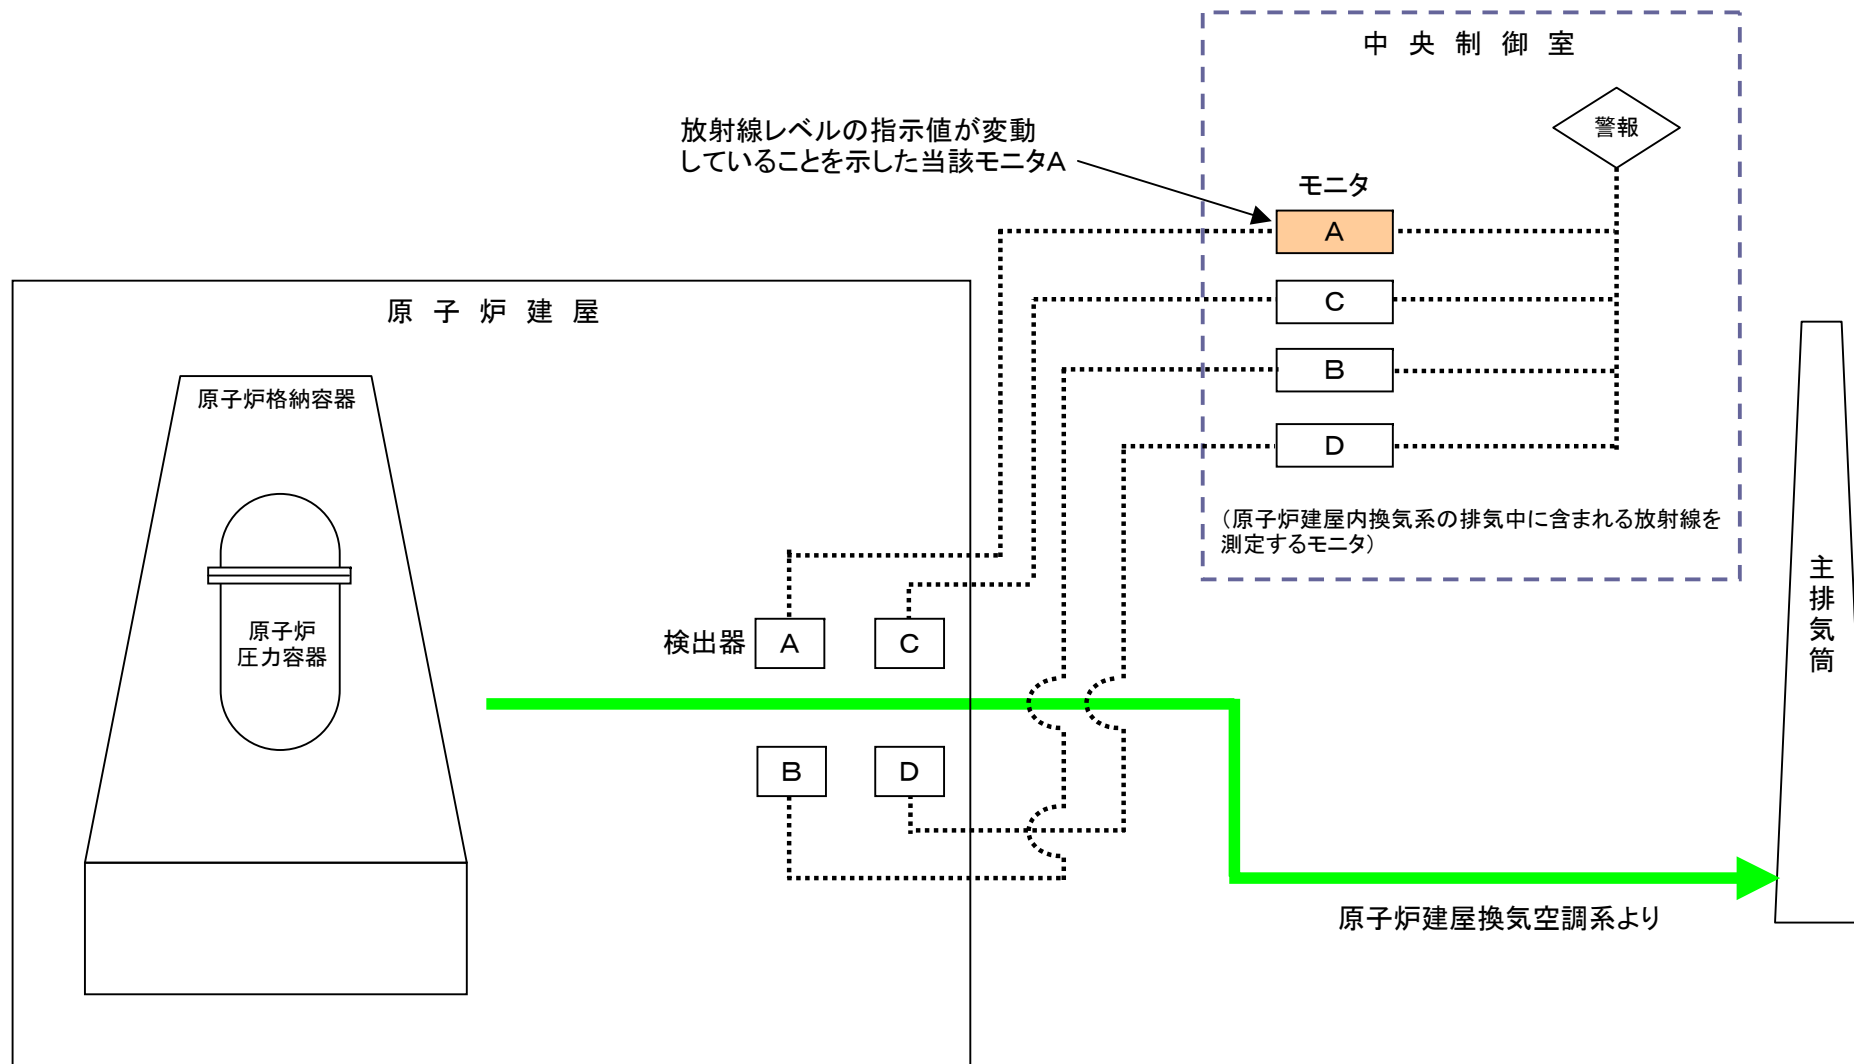 中央制御室
警報
放射線レベルの指示値が変動
していることを示した当該モニタA
モニタ
A
C
B
D
(原子炉建屋内換気系の排気中に含まれる放射線を
測定するモニタ)
原子炉建屋
原子炉格納容器
原子炉
圧力容器
検出器
A
C
B
D
主排気筒
原子炉建屋換気空調系より